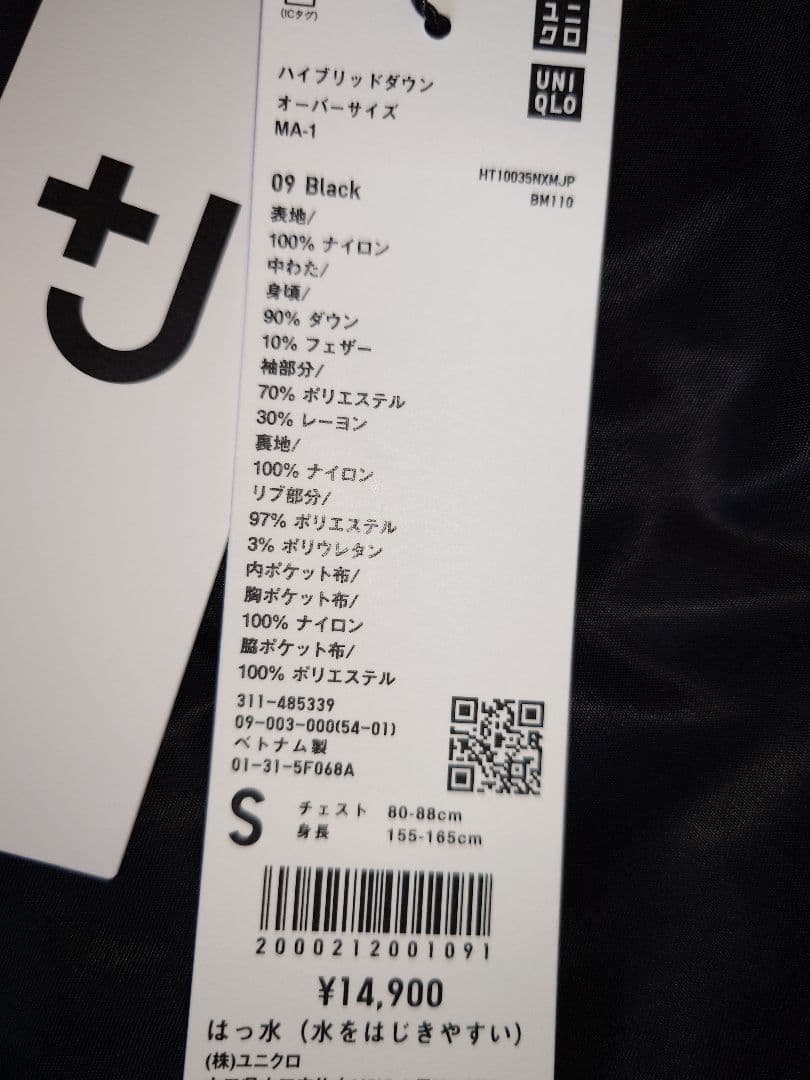 (ICタグ)
ユニ
クロ
UNI
QLO
ハイブリッドダウン
オーバーサイズ
MA-1
+J
HT10035NXMJP
BM110
09 Black
表地/
100% ナイロン
中わた/
身頃/
90% ダウン
10% フェザー
袖部分/
70% ポリエステル
30% レーヨン
裏地/
100% ナイロン
リブ部分/
97% ポリエステル
3% ポリウレタン
内ポケット布/
胸ポケット布/
100% ナイロン
脇ポケット布/
100% ポリエステル
311-485339
09-003-000(54-01)
ベトナム製
01-31-5F068A
S
チェスト 80-88cm
身長 155-165cm
2000212001091
¥14,900
はっ水（水をはじきやすい）
(株)ユニクロ